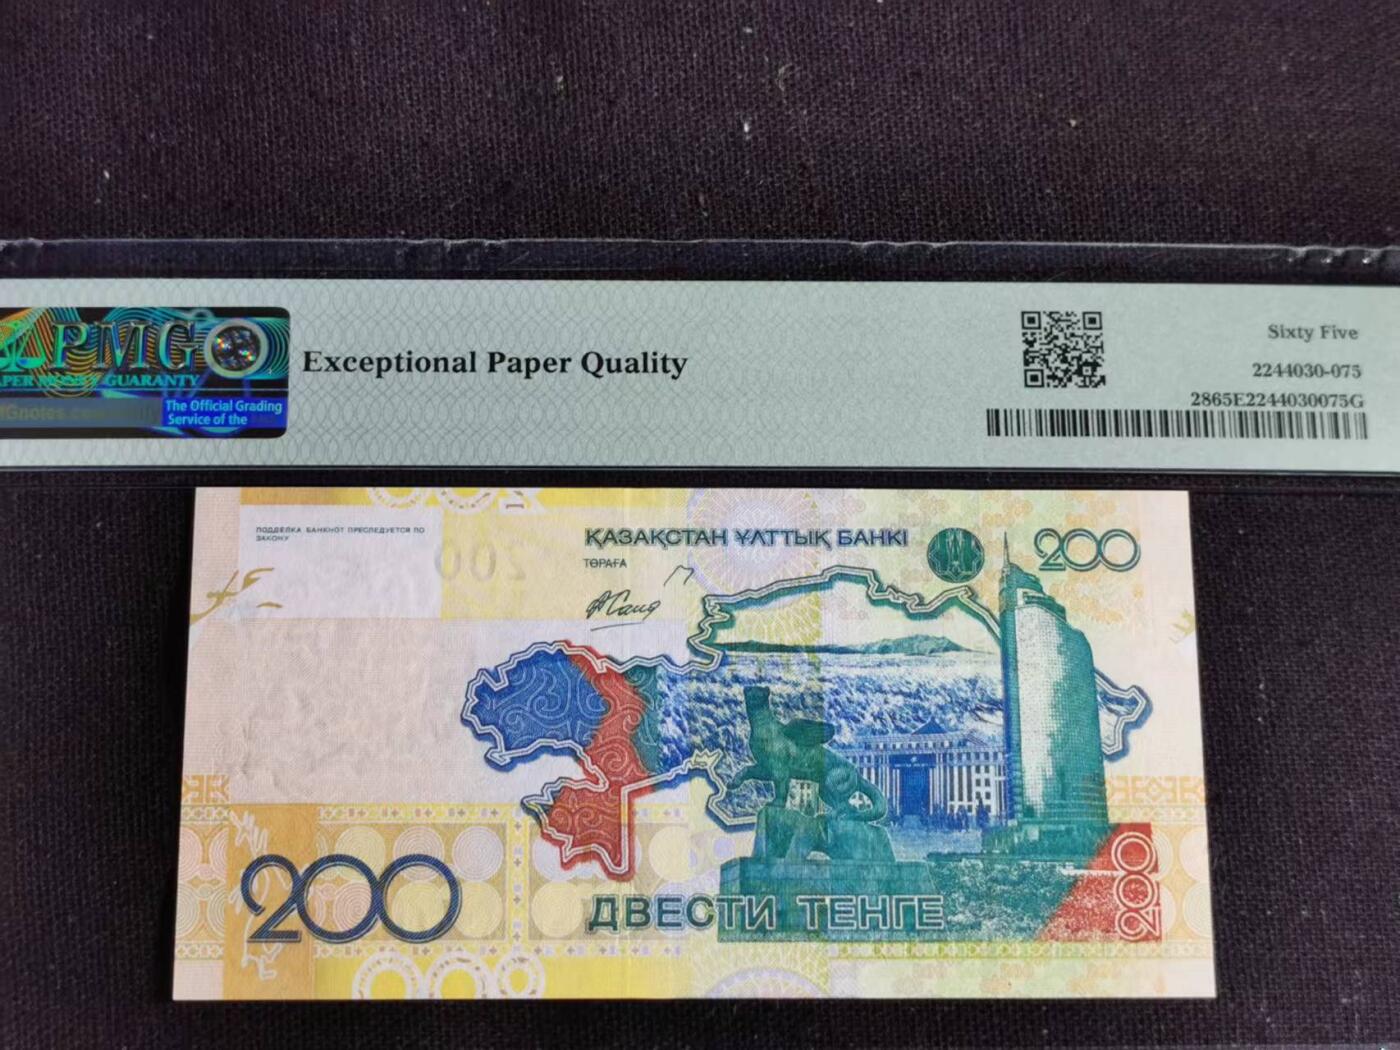 PMG
PAPER MONEY GUARANTY
The Official Grading
Service of the
Exceptional Paper Quality
Sixty Five
2244030-075
2865E2244030075G
ПОДДЕЛКА БАНКНОТ ПРЕСЛЕДУЕТСЯ ПО
ЗАКОНУ
ҚАЗАҚСТАН ҰЛТТЫҚ БАНКІ
ТӨРАҒА
200
200
200
ДВЕСТИ ТЕНГЕ
200